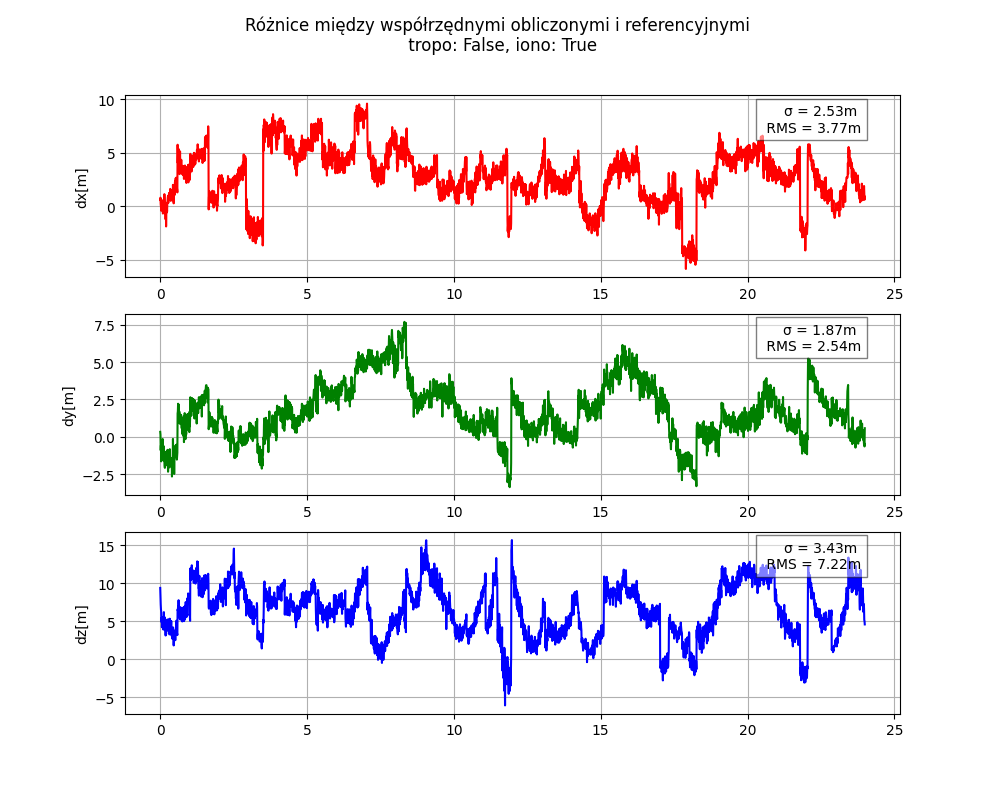 Różnice między współrzędnymi obliczonymi i referencyjnymi
tropo: False, iono: True
10
5
0
−5
dx[m]
σ = 2.53m
RMS = 3.77m
0 5 10 15 20 25
7.5
5.0
2.5
0.0
−2.5
dy[m]
σ = 1.87m
RMS = 2.54m
0 5 10 15 20 25
15
10
5
0
−5
dz[m]
σ = 3.43m
RMS = 7.22m
0 5 10 15 20 25